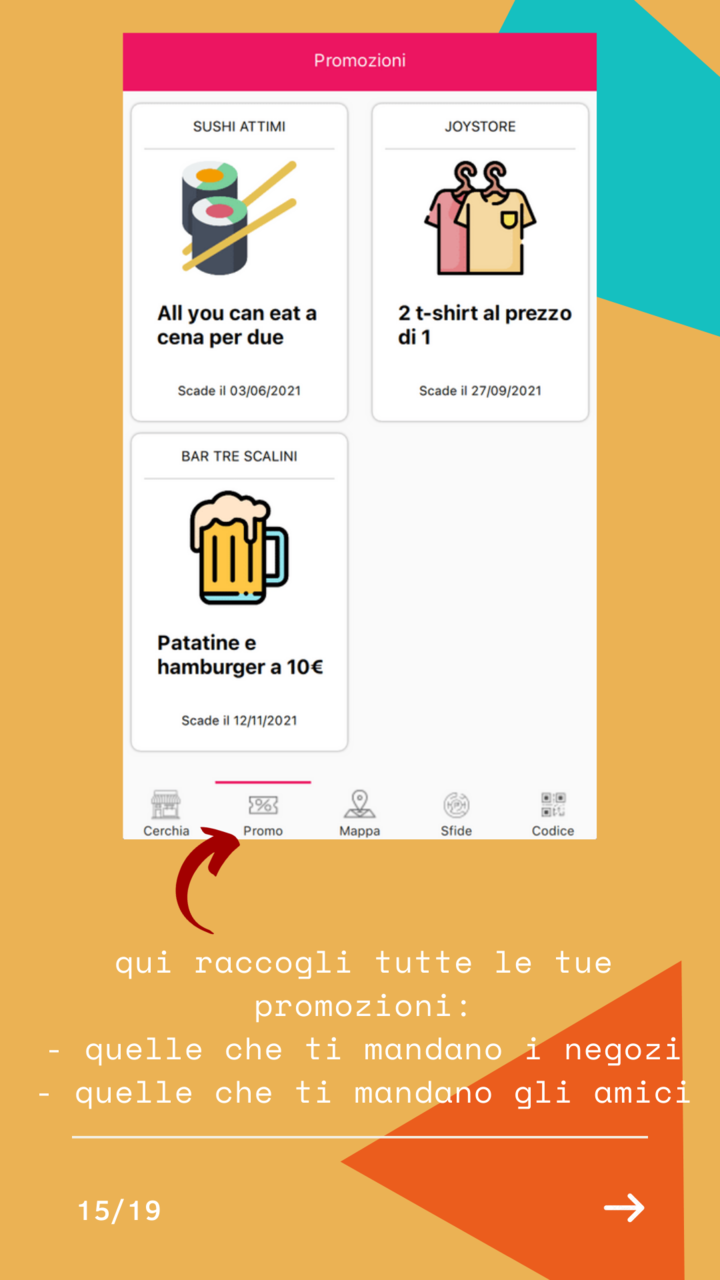 Promozioni
SUSHI ATTIMI
All you can eat a
cena per due
Scade il 03/06/2021
JOYSTORE
2 t-shirt al prezzo
di 1
Scade il 27/09/2021
BAR TRE SCALINI
Patatine e
hamburger a 10€
Scade il 12/11/2021
Cerchia
Promo
Mappa
Sfide
Codice
qui raccogli tutte le tue
promozioni:
- quelle che ti mandano i negozi
- quelle che ti mandano gli amici
15/19